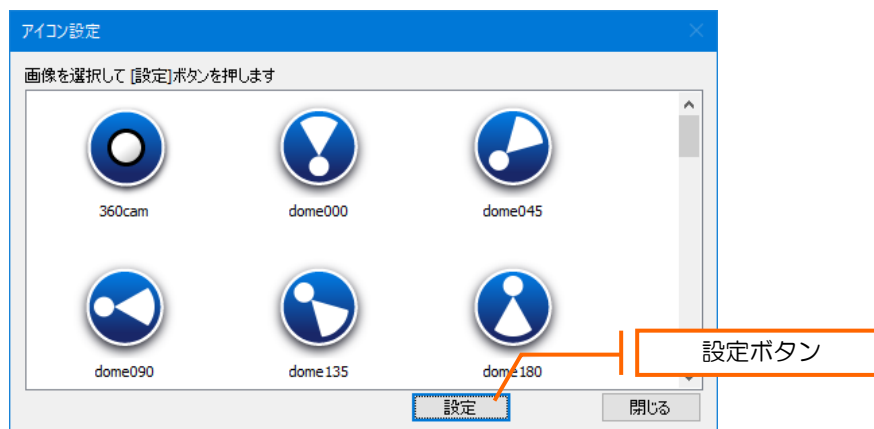 アイコン設定
画像を選択して [設定]ボタンを押します
360cam
dome000
dome045
dome090
dome135
dome180
設定ボタン
設定
閉じる